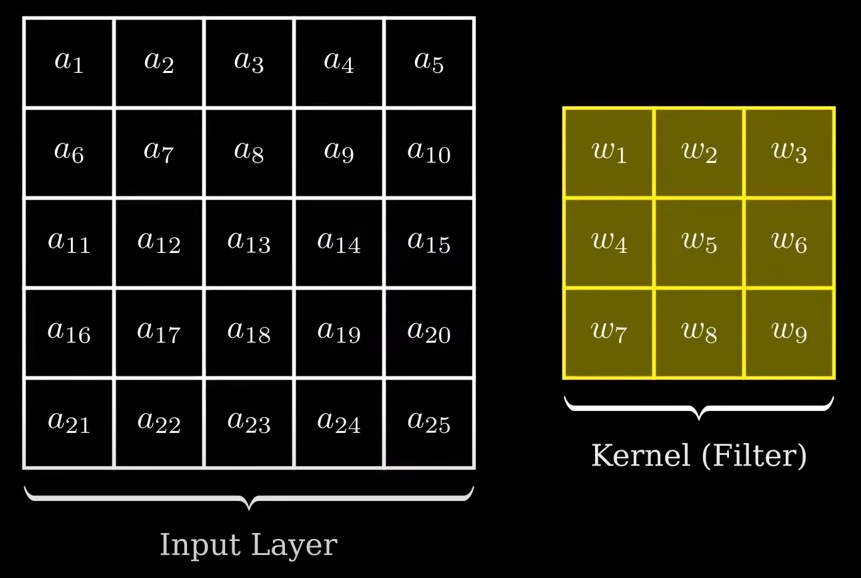 a₁ a₂ a₃ a₄ a₅
a₆ a₇ a₈ a₉ a₁₀
a₁₁ a₁₂ a₁₃ a₁₄ a₁₅
a₁₆ a₁₇ a₁₈ a₁₉ a₂₀
a₂₁ a₂₂ a₂₃ a₂₄ a₂₅
Input Layer
w₁ w₂ w₃
w₄ w₅ w₆
w₇ w₈ w₉
Kernel (Filter)